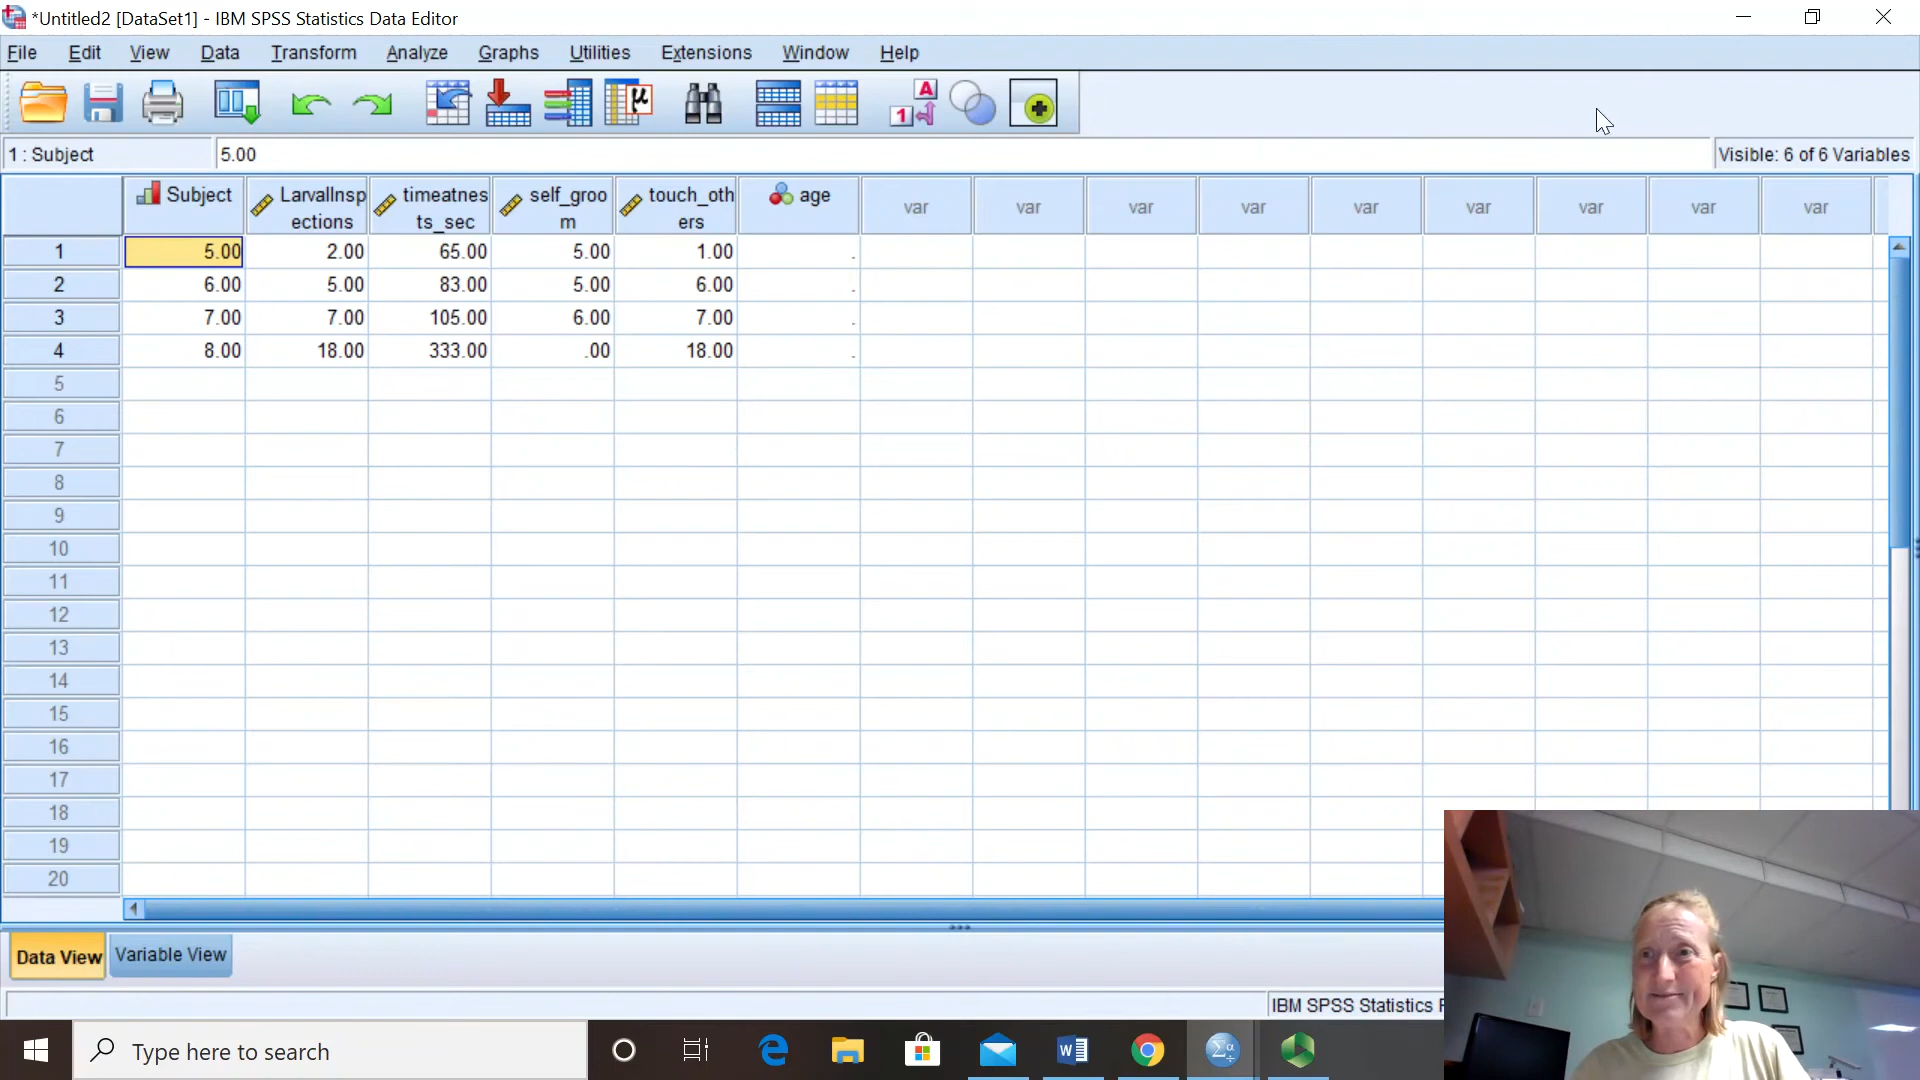 *Untitled2 [DataSet1] - IBM SPSS Statistics Data Editor
File Edit View Data Transform Analyze Graphs Utilities Extensions Window Help
μ A 1
1 : Subject 5.00 Visible: 6 of 6 Variables
Subject LarvalInsp timeatnes self_groo touch_oth age var var var var var var var var var
ections ts_sec m ers
1 5.00 2.00 65.00 5.00 1.00 .
2 6.00 5.00 83.00 5.00 6.00 .
3 7.00 7.00 105.00 6.00 7.00 .
4 8.00 18.00 333.00 .00 18.00 .
5
6
7
8
9
10
11
12
13
14
15
16
17
18
19
20
Data View Variable View
IBM SPSS Statistics
Type here to search